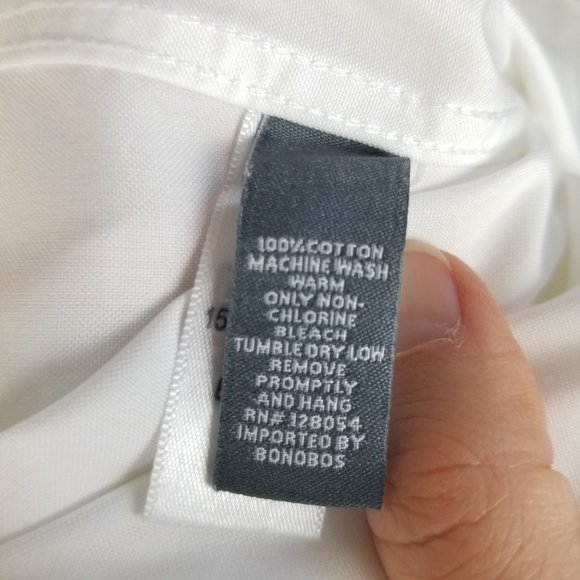 100% COTTON
MACHINE WASH
WARM
ONLY NON-
CHLORINE
BLEACH
TUMBLE DRY LOW
REMOVE
PROMPTLY
AND HANG
RN# 128054
IMPORTED BY
BONOBOS
15